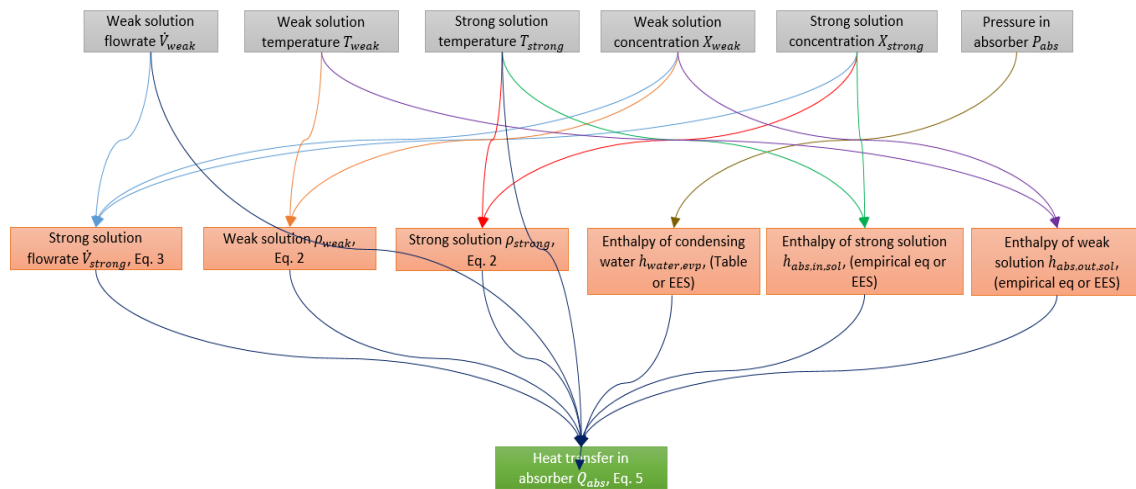 Weak solution
flowrate V̇weak
Weak solution
temperature Tweak
Strong solution
temperature Tstrong
Weak solution
concentration Xweak
Strong solution
concentration Xstrong
Pressure in
absorber Pabs
Strong solution
flowrate V̇strong, Eq. 3
Weak solution ρweak,
Eq. 2
Strong solution ρstrong,
Eq. 2
Enthalpy of condensing
water hwater,evp, (Table
or EES)
Enthalpy of strong solution
habs,in,sol, (empirical eq or
EES)
Enthalpy of weak
solution habs,out,sol,
(empirical eq or EES)
Heat transfer in
absorber Qabs, Eq. 5